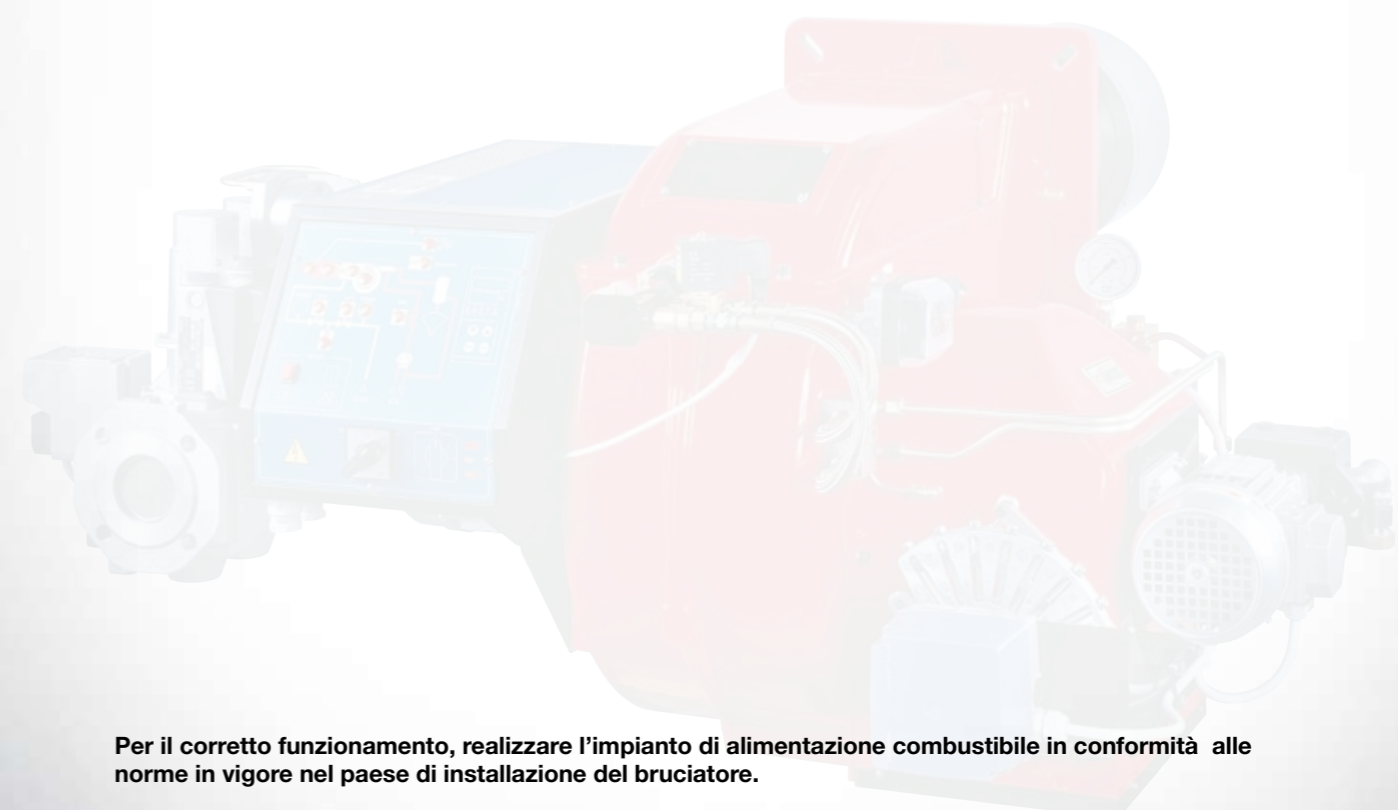 Per il corretto funzionamento, realizzare l’impianto di alimentazione combustibile in conformità  alle
norme in vigore nel paese di installazione del bruciatore.